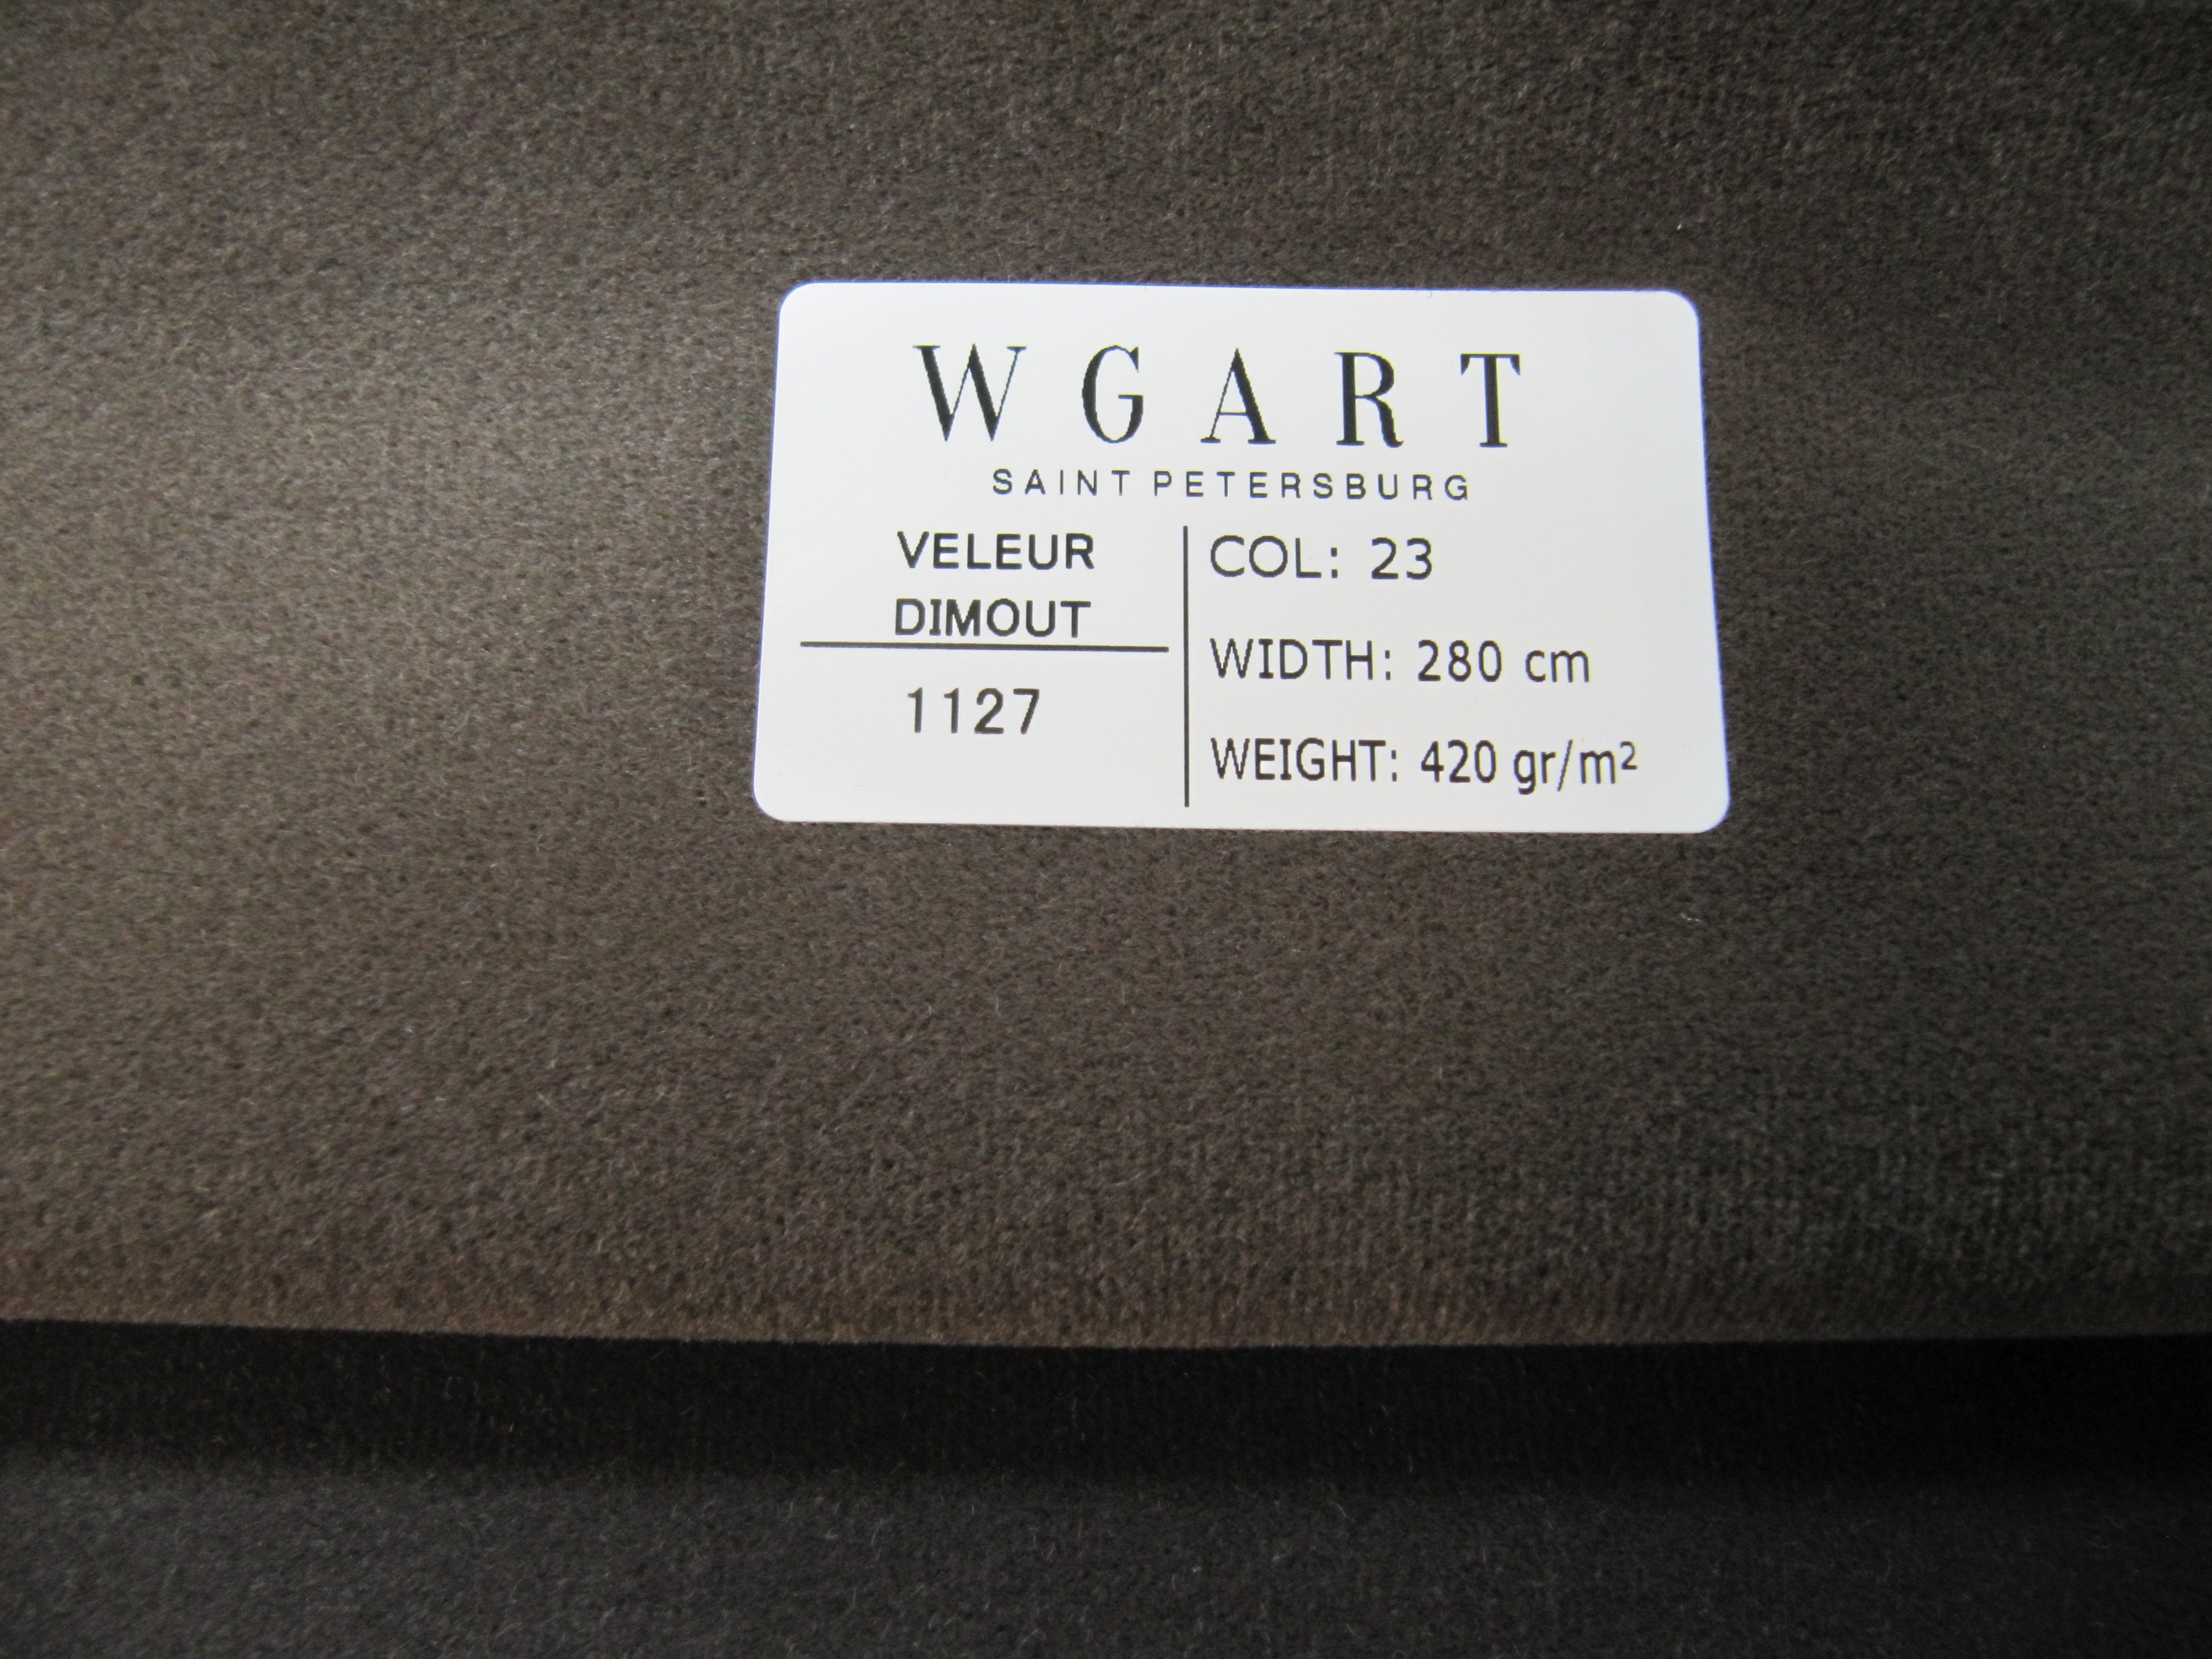 WGART
SAINT PETERSBURG
VELEUR
DIMOUT
1127
COL: 23
WIDTH: 280 cm
WEIGHT: 420 gr/m²